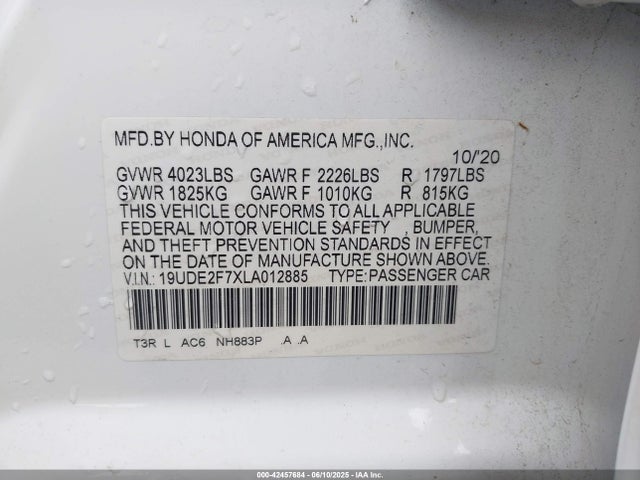 MFD.BY HONDA OF AMERICA MFG.,INC.
10/'20
GVWR 4023LBS GAWR F 2226LBS R 1797LBS
GVWR 1825KG GAWR F 1010KG R 815KG
THIS VEHICLE CONFORMS TO ALL APPLICABLE
FEDERAL MOTOR VEHICLE SAFETY , BUMPER,
AND THEFT PREVENTION STANDARDS IN EFFECT
ON THE DATE OF MANUFACTURE SHOWN ABOVE.
V.I.N.: 19UDE2F7XLA012885 TYPE:PASSENGER CAR
T3R L AC6 NH883P .A .A
000-42457684 | 06/10/2025 | IAA Inc.